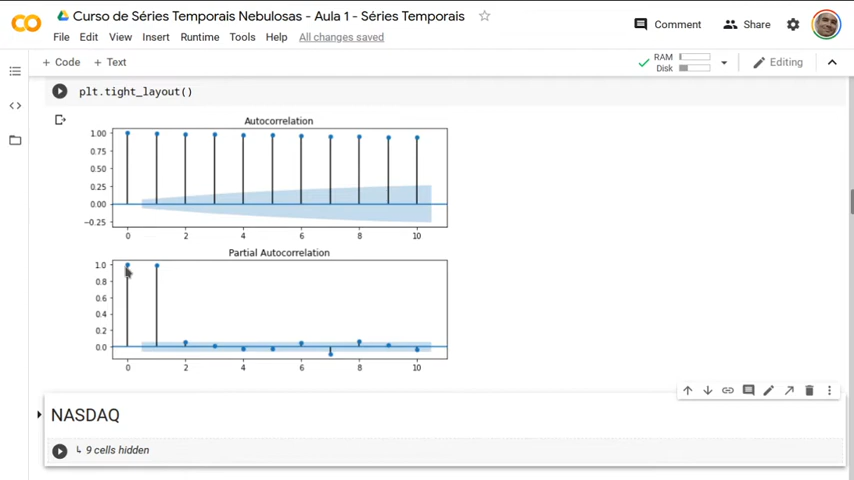 Curso de Séries Temporais Nebulosas - Aula 1 - Séries Temporais
Comment
Share
File Edit View Insert Runtime Tools Help All changes saved
+ Code + Text
RAM
Disk
Editing
plt.tight_layout()
Autocorrelation
1.00
0.75
0.50
0.25
0.00
−0.25
0 2 4 6 8 10
Partial Autocorrelation
1.0
0.8
0.6
0.4
0.2
0.0
0 2 4 6 8 10
NASDAQ
9 cells hidden